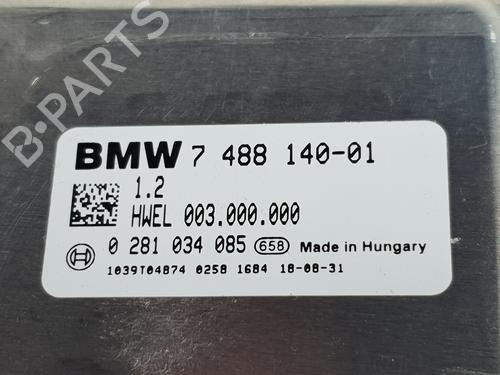 B-PARTS
BMW 7 488 140-01
1.2
HWEL 003.000.000
0 281 034 085 658 Made in Hungary
1039T04874 0258 1684 18-08-31